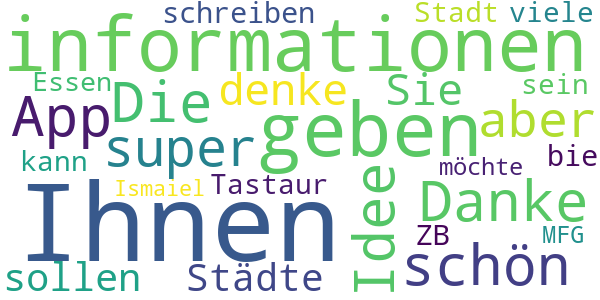 schreiben Stadt viele
informationen
Essen Die denke Sie sein
App super geben aber
kann bie
Ihnen Ismaiel Tastaur möchte
Idee Danke
ZB MFG
sollen Städte schön